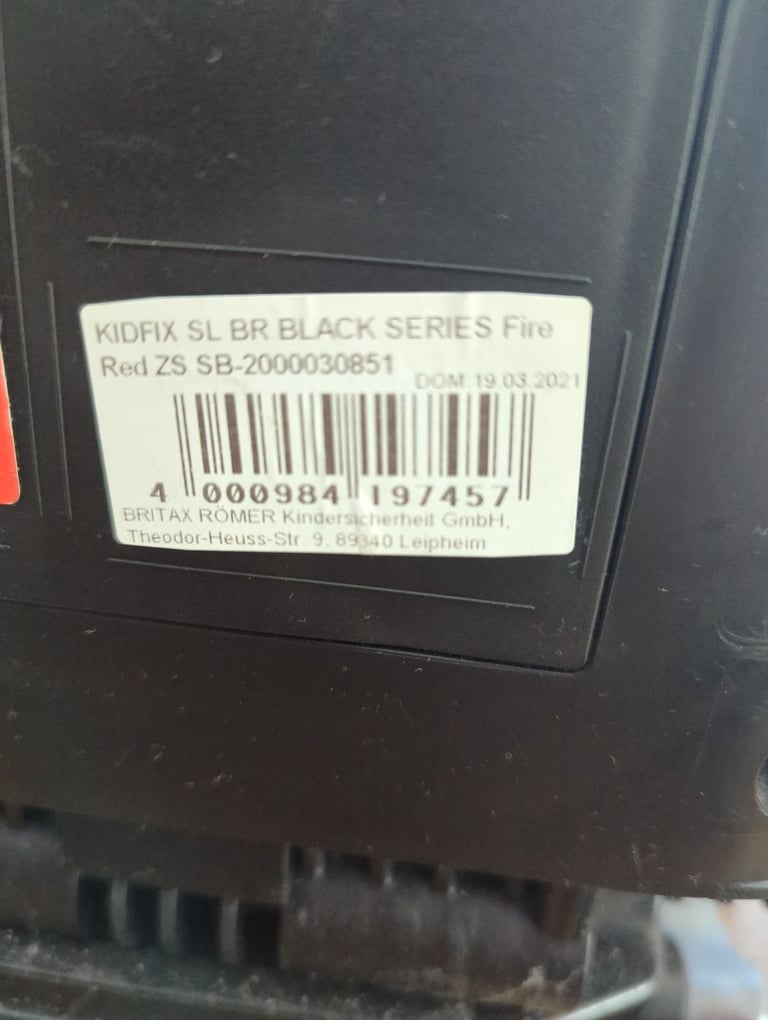 KIDFIX SL BR BLACK SERIES Fire
Red ZS SB-2000030851
DOM: 19.03.2021
4 000984 197457
BRITAX RÖMER Kindersicherheit GmbH,
Theodor-Heuss-Str. 9, 89340 Leipheim